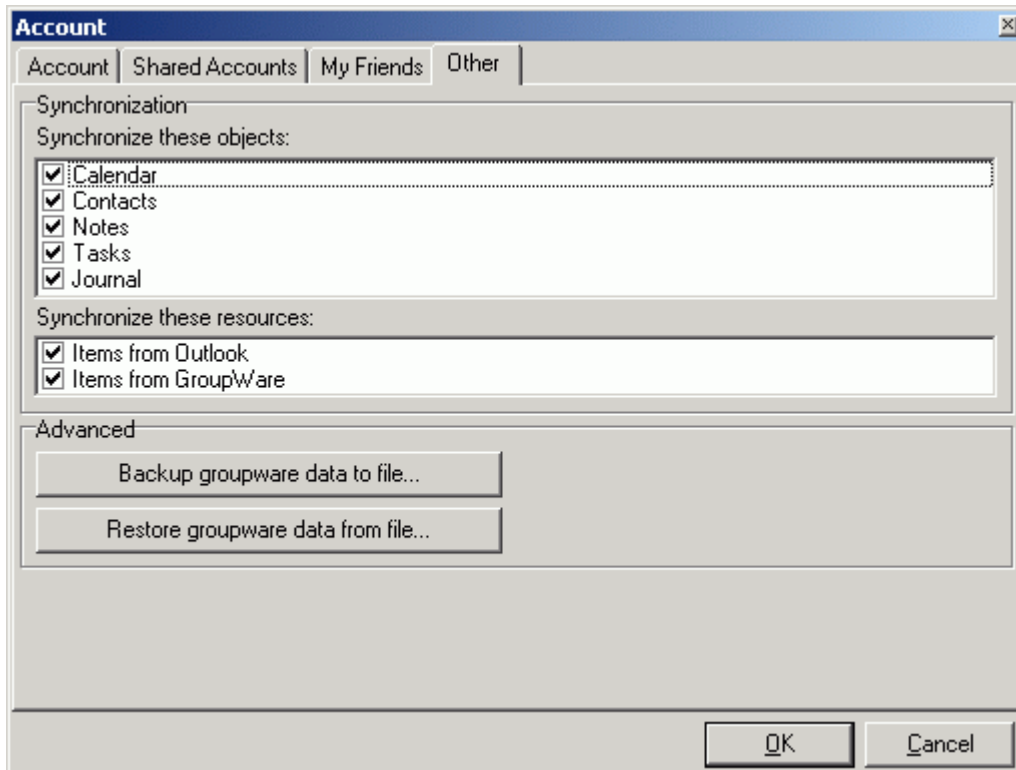 Account
Account Shared Accounts My Friends Other
Synchronization
Synchronize these objects:
Calendar
Contacts
Notes
Tasks
Journal
Synchronize these resources:
Items from Outlook
Items from GroupWare
Advanced
Backup groupware data to file...
Restore groupware data from file...
OK Cancel